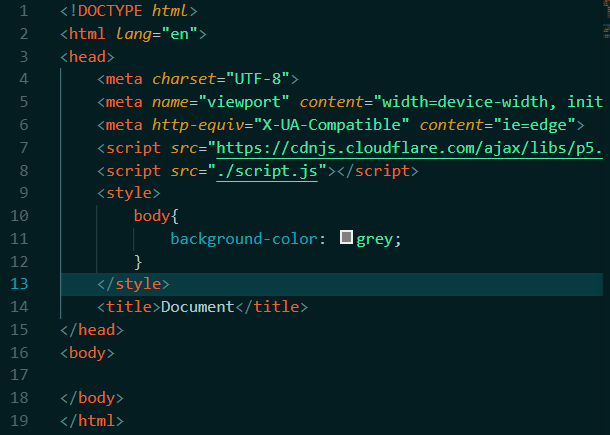 1 <!DOCTYPE html>
2 <html lang="en">
3 <head>
4 <meta charset="UTF-8">
5 <meta name="viewport" content="width=device-width, init
6 <meta http-equiv="X-UA-Compatible" content="ie=edge">
7 <script src="https://cdnjs.cloudflare.com/ajax/libs/p5.
8 <script src="./script.js"></script>
9 <style>
10 body{
11 background-color: grey;
12 }
13 </style>
14 <title>Document</title>
15 </head>
16 <body>
17
18 </body>
19 </html>